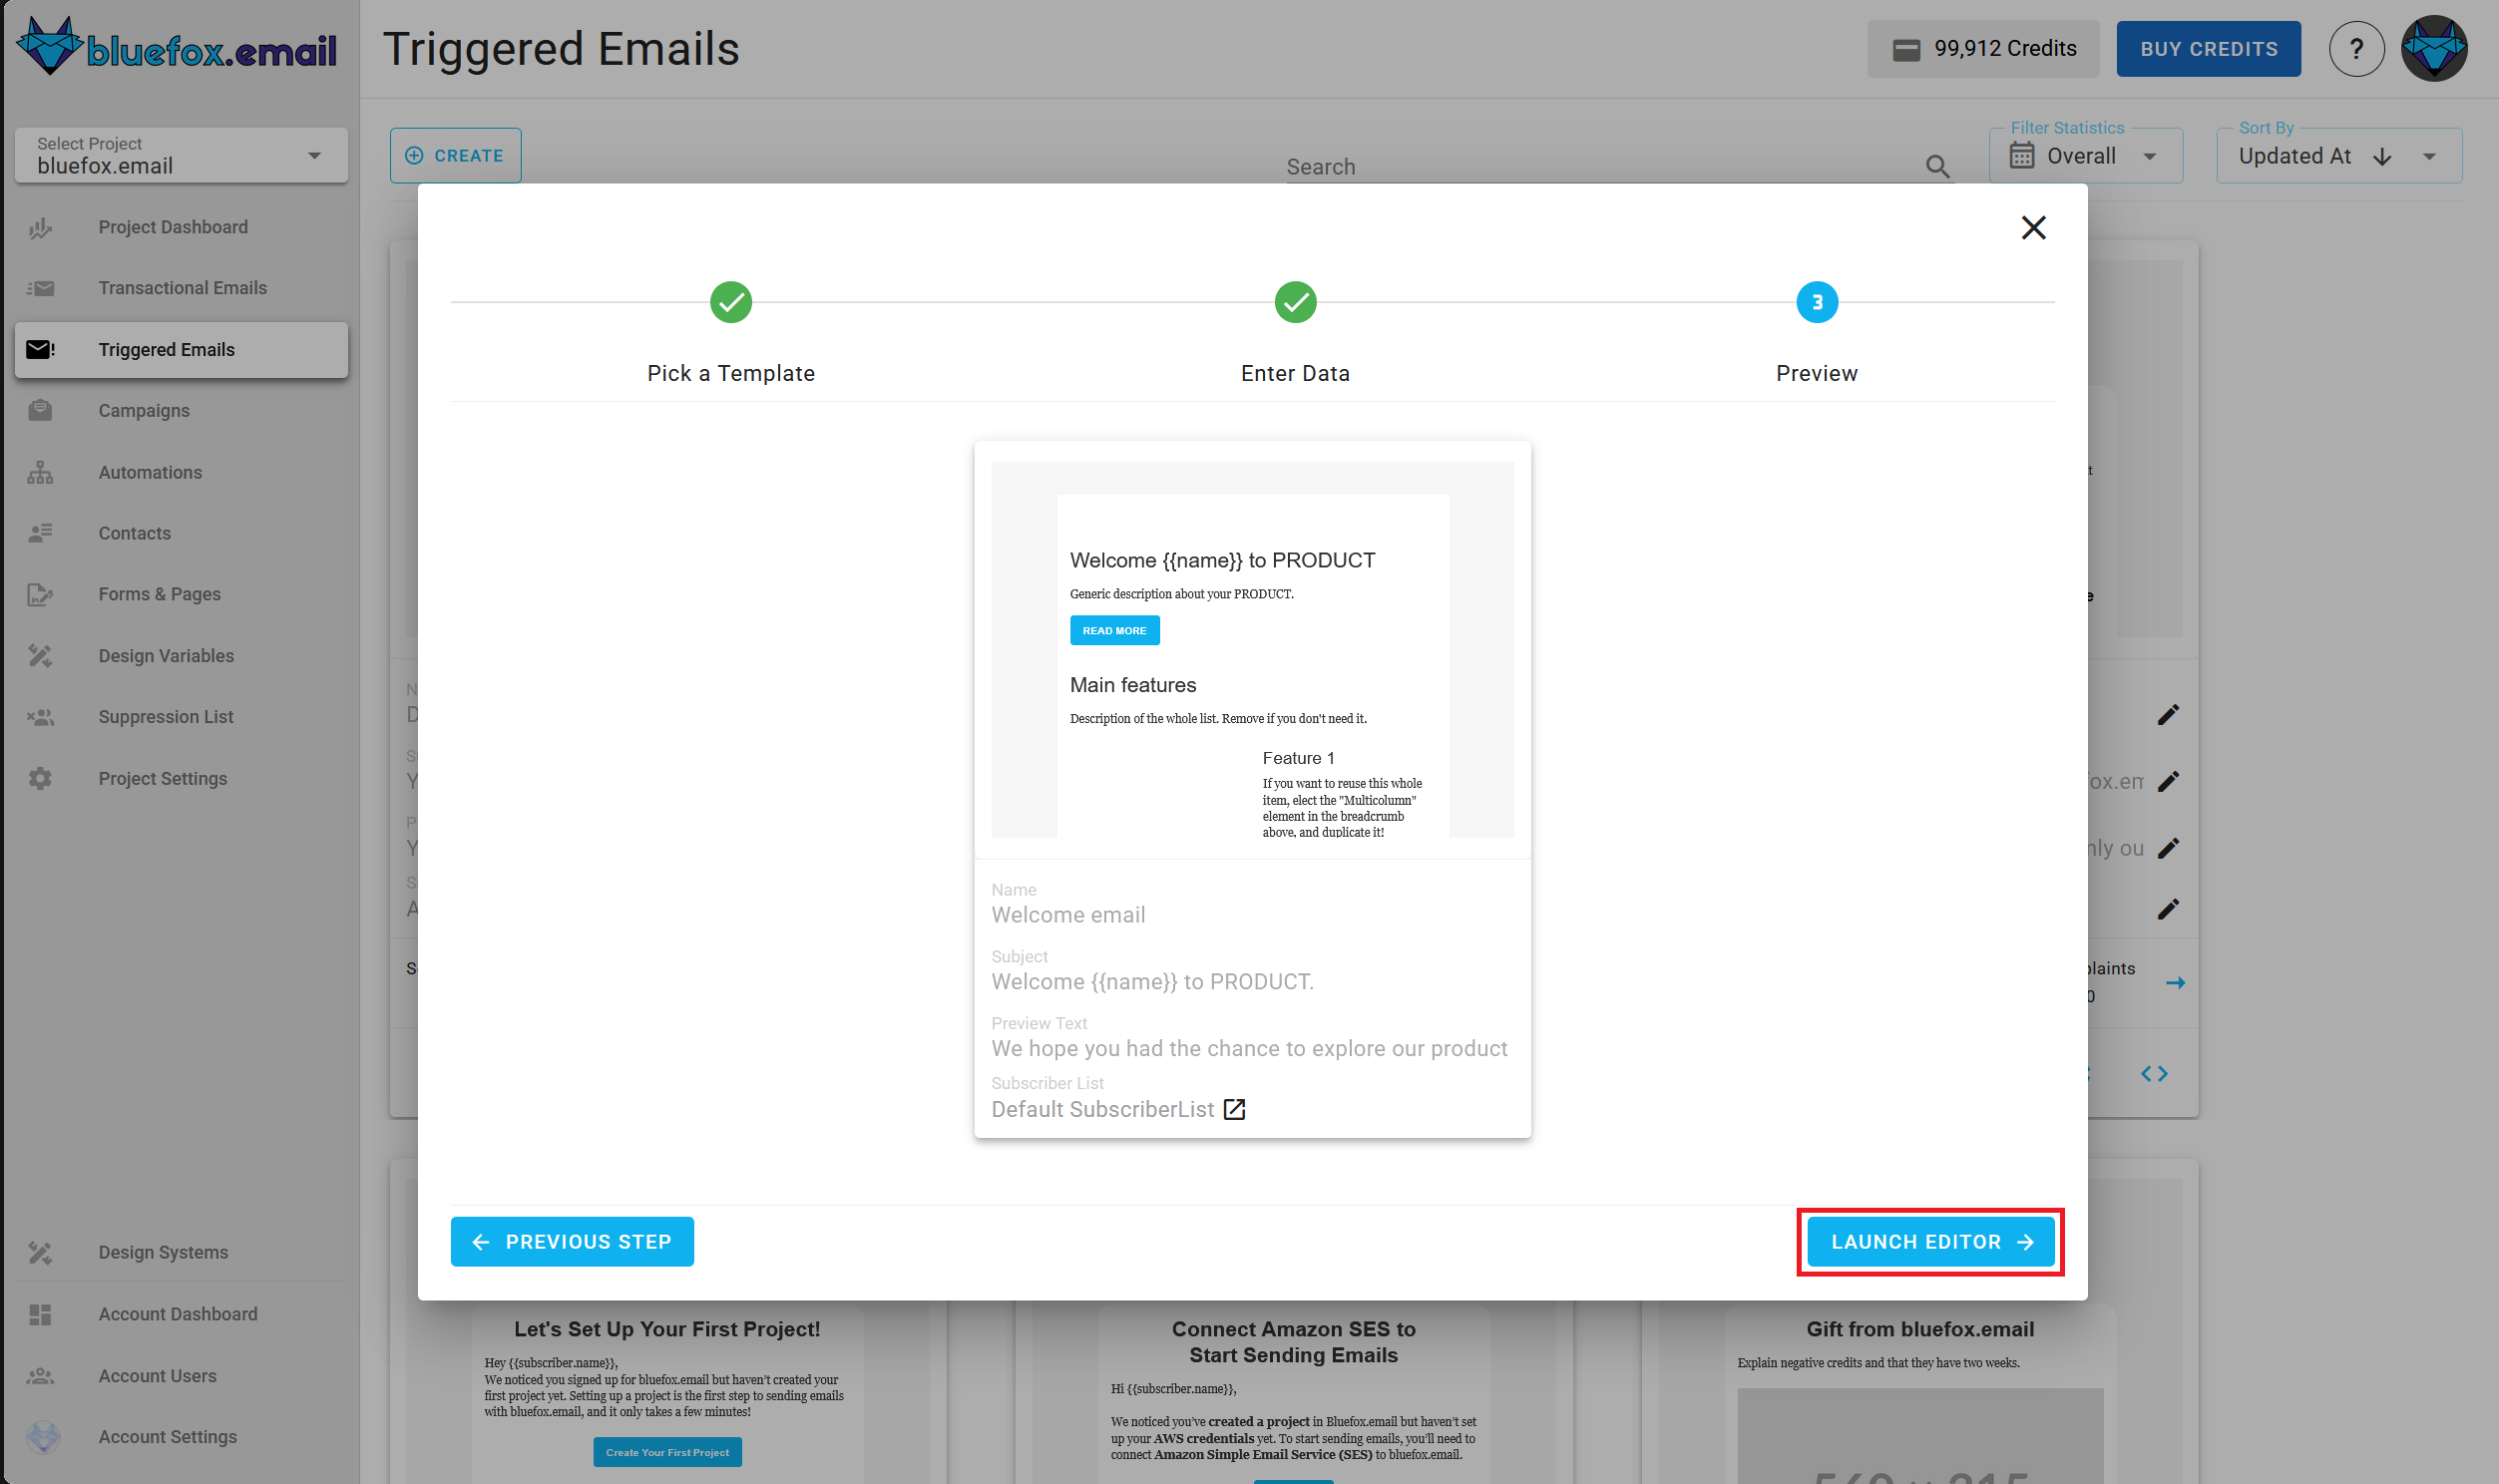 bluefox.email
Triggered Emails
99,912 Credits
BUY CREDITS
?
Select Project
bluefox.email
CREATE
Search
Filter Statistics
Overall
Sort By
Updated At
Project Dashboard
Transactional Emails
Triggered Emails
Campaigns
Automations
Contacts
Forms & Pages
Design Variables
Suppression List
Project Settings
Design Systems
Account Dashboard
Account Users
Account Settings
3
Pick a Template
Enter Data
Preview
Welcome {{name}} to PRODUCT
Generic description about your PRODUCT.
READ MORE
Main features
Description of the whole list. Remove if you don't need it.
Feature 1
If you want to reuse this whole
item, elect the "Multicolumn"
element in the breadcrumb
above, and duplicate it!
Name
Welcome email
Subject
Welcome {{name}} to PRODUCT.
Preview Text
We hope you had the chance to explore our product
Subscriber List
Default SubscriberList
PREVIOUS STEP
LAUNCH EDITOR
Let's Set Up Your First Project!
Hey {{subscriber.name}},
We noticed you signed up for bluefox.email but haven't created your
first project yet. Setting up a project is the first step to sending emails
with bluefox.email, and it only takes a few minutes!
Create Your First Project
Connect Amazon SES to
Start Sending Emails
Hi {{subscriber.name}},
We noticed you've created a project in Bluefox.email but haven't set
up your AWS credentials yet. To start sending emails, you'll need to
connect Amazon Simple Email Service (SES) to bluefox.email.
Gift from bluefox.email
Explain negative credits and that they have two weeks.